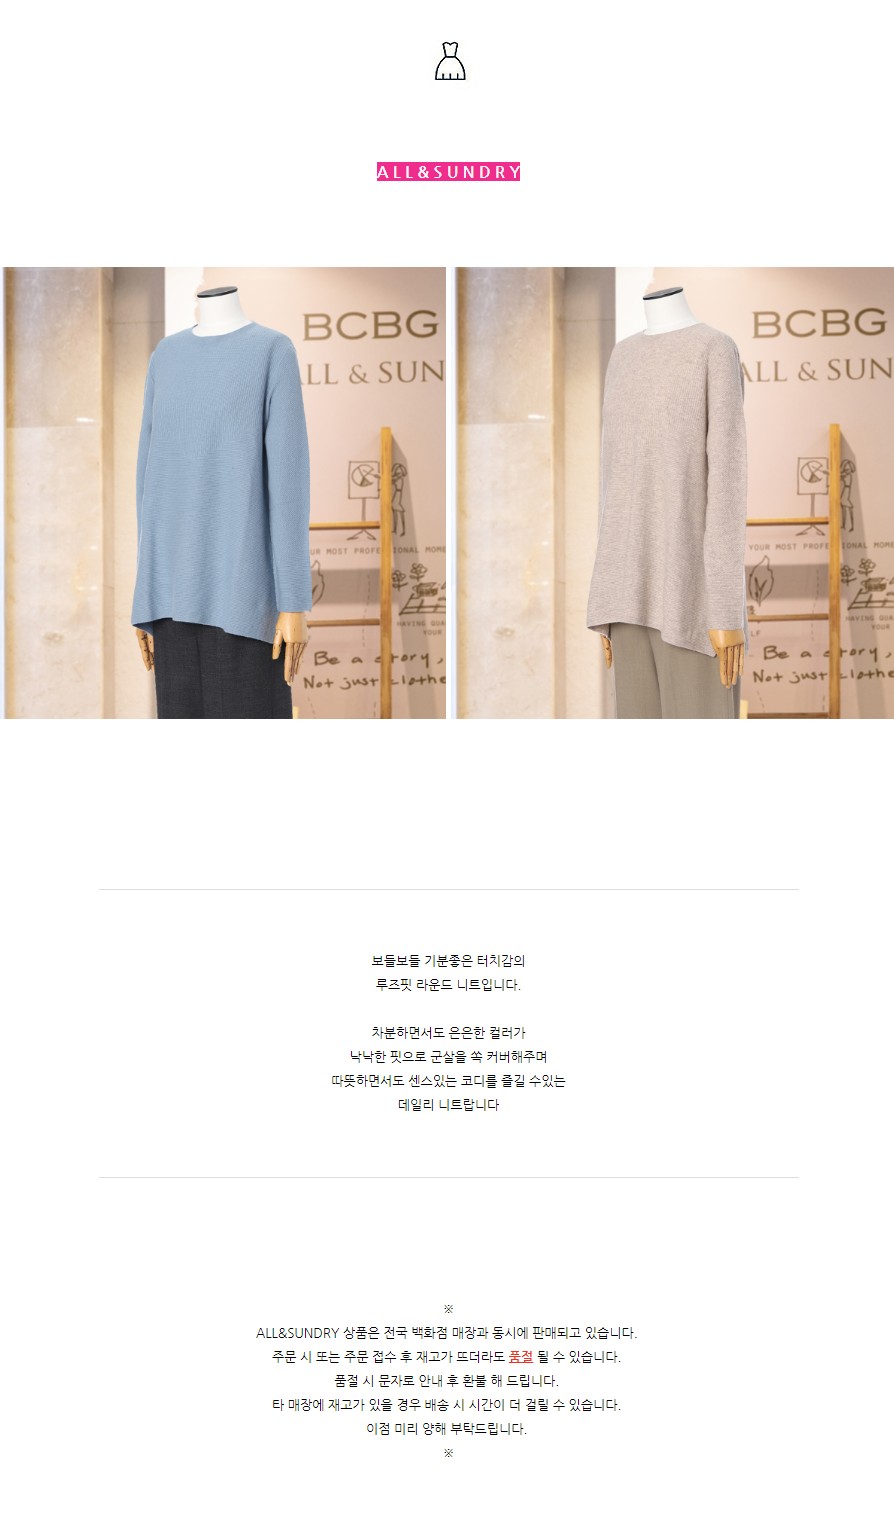 ALL&SUNDRY
BCBG
ALL & SUN
YOUR MOST PROFESSIONAL MOME
HAVING QUA
YOUR
Be a story,
Not just clothe
BCBG
ALL & SUN
YOUR MOST PROFESSIONAL MOME
HAVING QUA
YOUR
LF
Be a story,
Not just clothe
보들보들 기분좋은 터치감의
루즈핏 라운드 니트입니다.
차분하면서도 은은한 컬러가
낙낙한 핏으로 군살을 쏙 커버해주며
따뜻하면서도 센스있는 코디를 즐길 수있는
데일리 니트랍니다
※
ALL&SUNDRY 상품은 전국 백화점 매장과 동시에 판매되고 있습니다.
주문 시 또는 주문 접수 후 재고가 뜨더라도 품절 될 수 있습니다.
품절 시 문자로 안내 후 환불 해 드립니다.
타 매장에 재고가 있을 경우 배송 시 시간이 더 걸릴 수 있습니다.
이점 미리 양해 부탁드립니다.
※